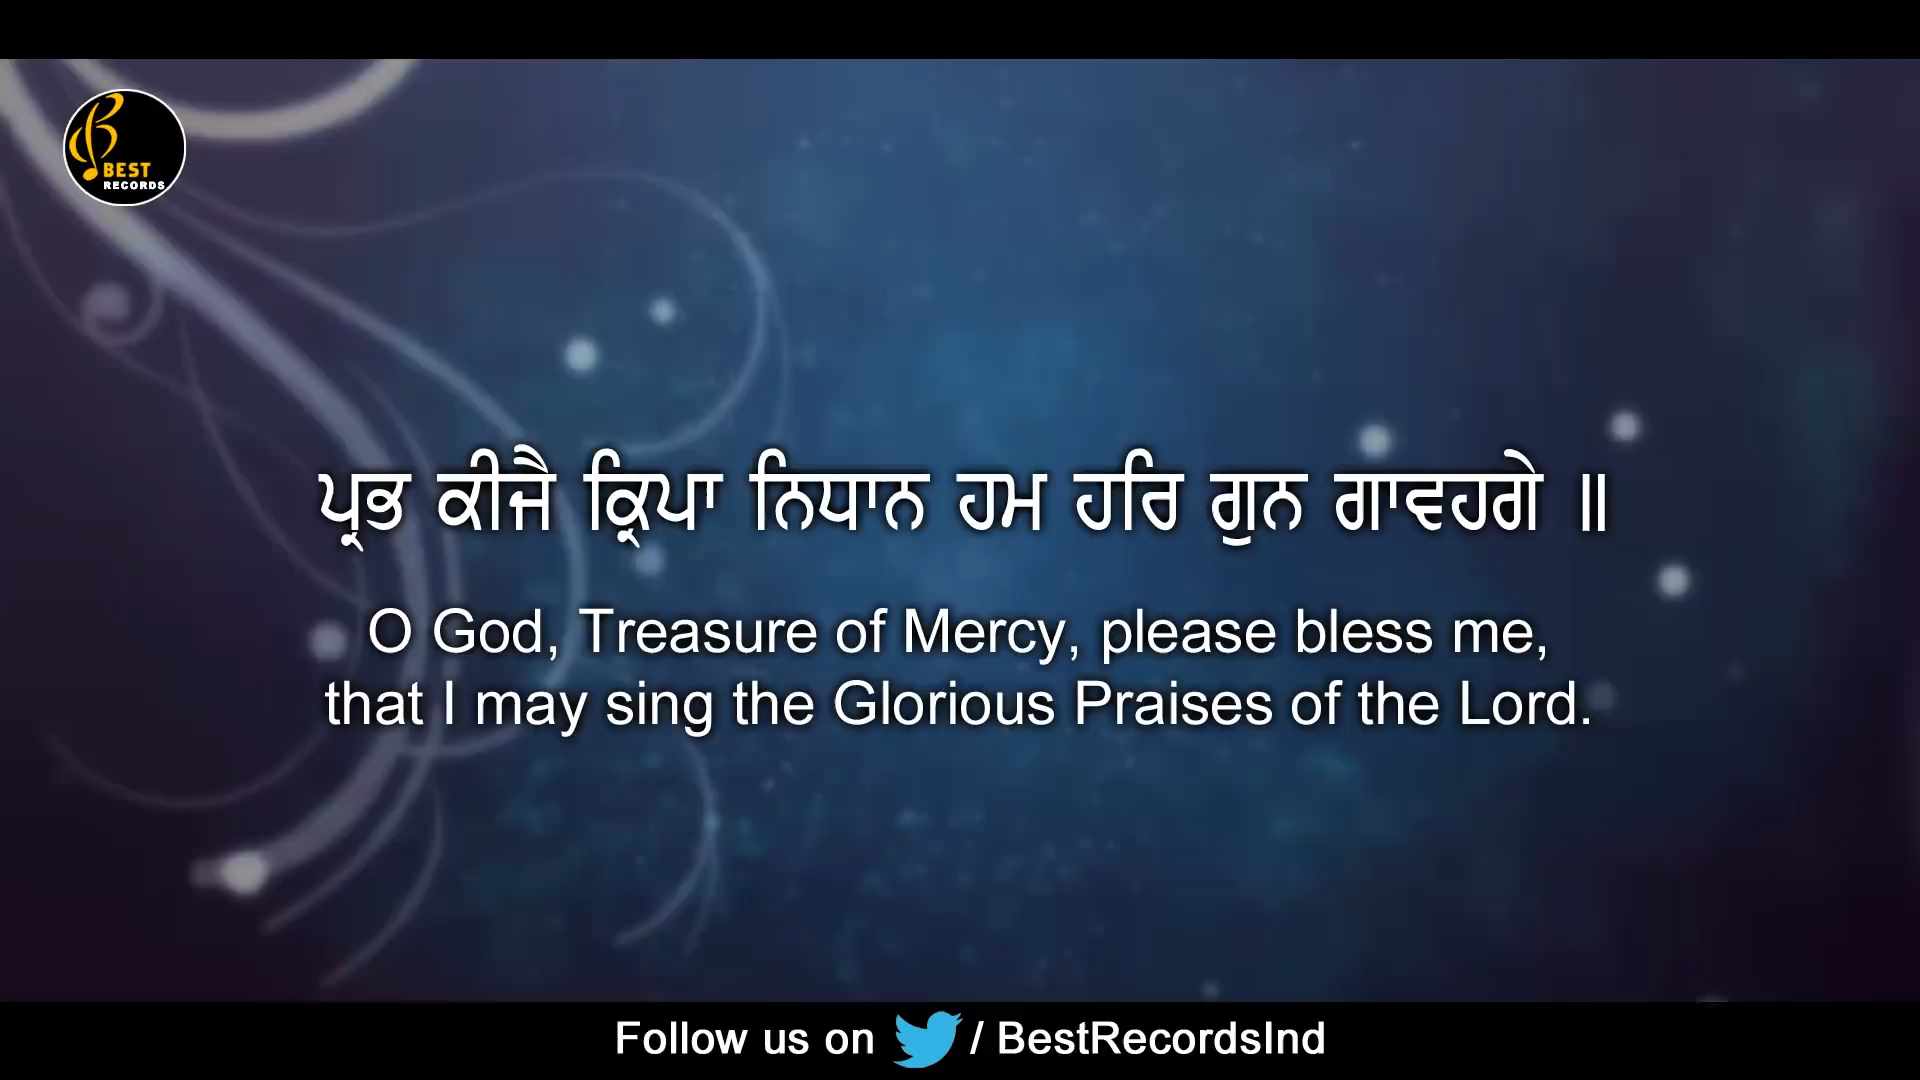 BEST
RECORDS
ਪ੍ਰਭ ਕੀਜੈ ਕ੍ਰਿਪਾ ਨਿਧਾਨ ਹਮ ਹਰਿ ਗੁਨ ਗਾਵਹਗੇ ॥
O God, Treasure of Mercy, please bless me,
that I may sing the Glorious Praises of the Lord.
Follow us on / BestRecordsInd